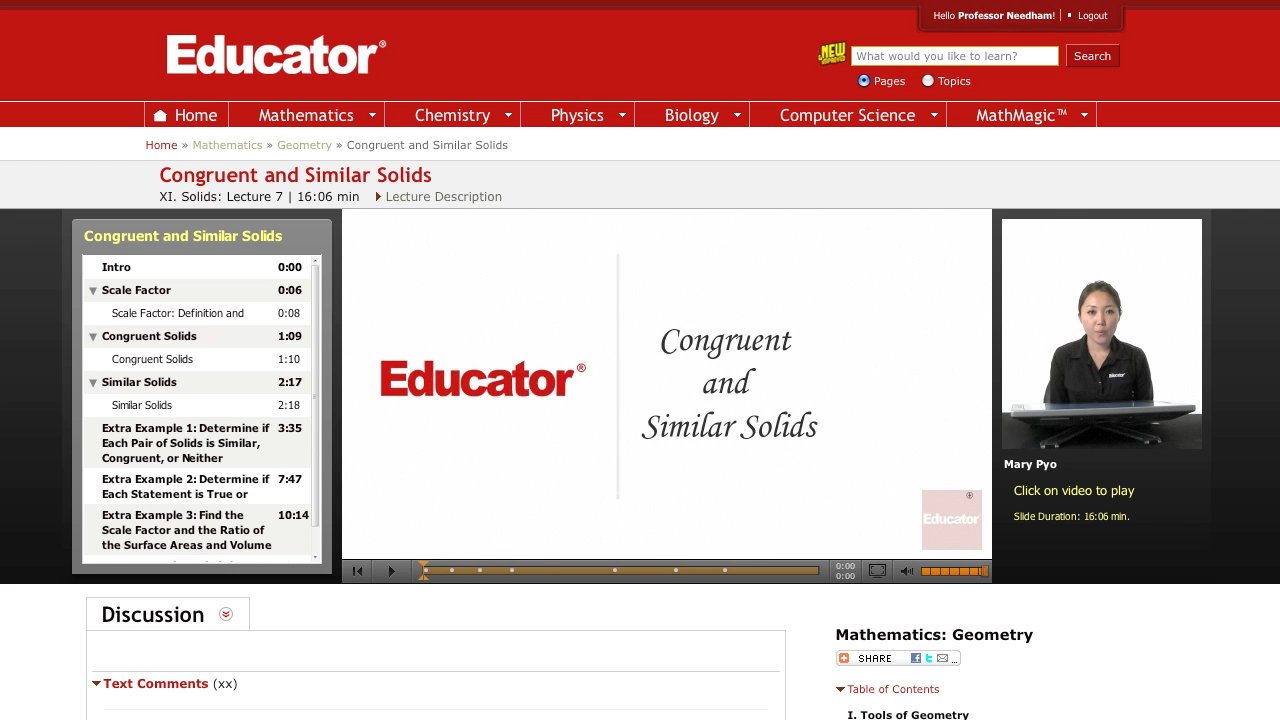 Hello Professor Needham! Logout
Educator®
NEW
What would you like to learn? Search
Pages Topics
Home Mathematics Chemistry Physics Biology Computer Science MathMagic™
Home » Mathematics » Geometry » Congruent and Similar Solids
Congruent and Similar Solids
XI. Solids: Lecture 7 | 16:06 min Lecture Description
Congruent and Similar Solids
Intro 0:00
Scale Factor 0:06
Scale Factor: Definition and 0:08
Congruent Solids 1:09
Congruent Solids 1:10
Similar Solids 2:17
Similar Solids 2:18
Extra Example 1: Determine if 3:35
Each Pair of Solids is Similar,
Congruent, or Neither
Extra Example 2: Determine if 7:47
Each Statement is True or
Extra Example 3: Find the 10:14
Scale Factor and the Ratio of
the Surface Areas and Volume
Educator®
Congruent
and
Similar Solids
Educator
0:00
0:00
Educator
Mary Pyo
Click on video to play
Slide Duration: 16:06 min.
Discussion
Text Comments (xx)
Mathematics: Geometry
SHARE ...
Table of Contents
I. Tools of Geometry